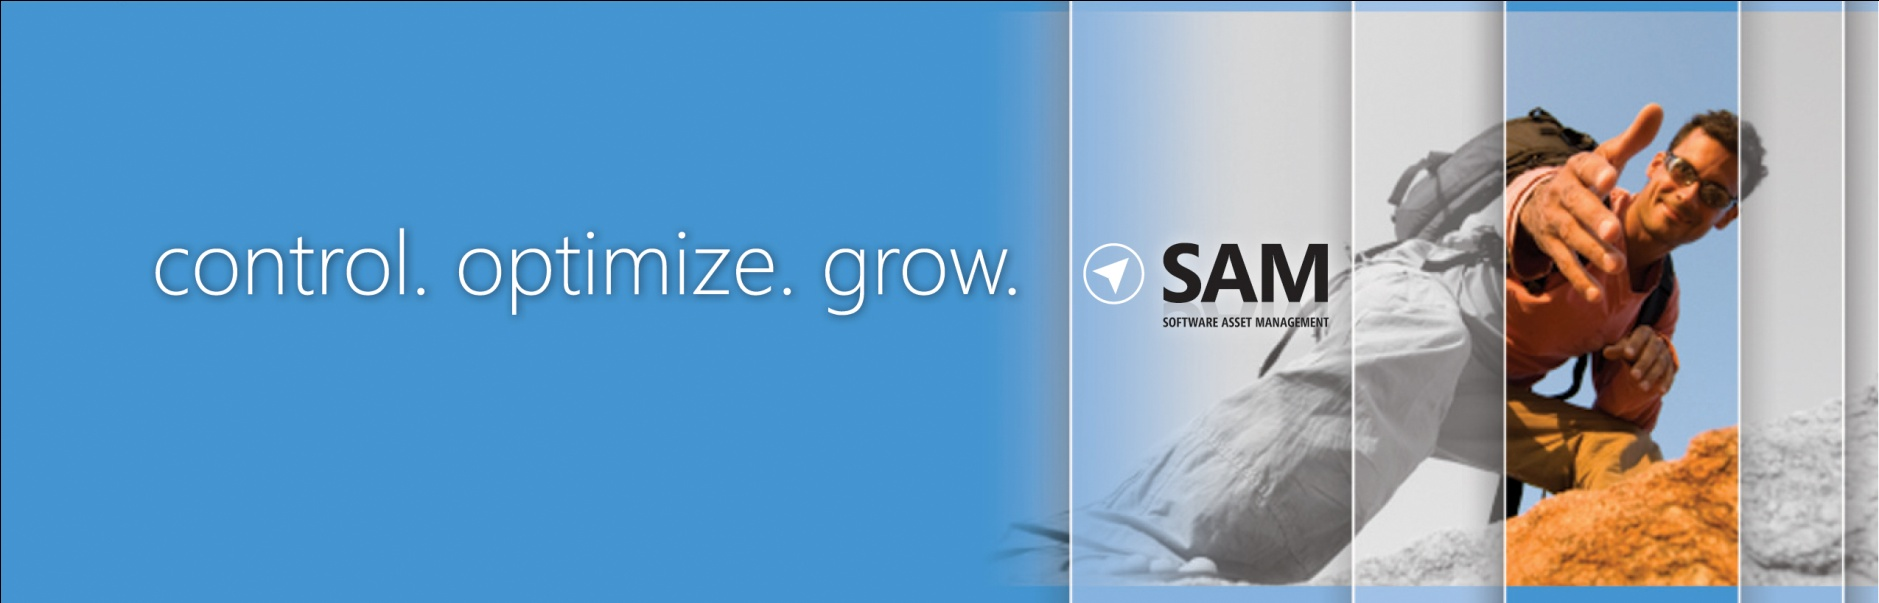 control. optimize. grow.
SAM
SOFTWARE ASSET MANAGEMENT